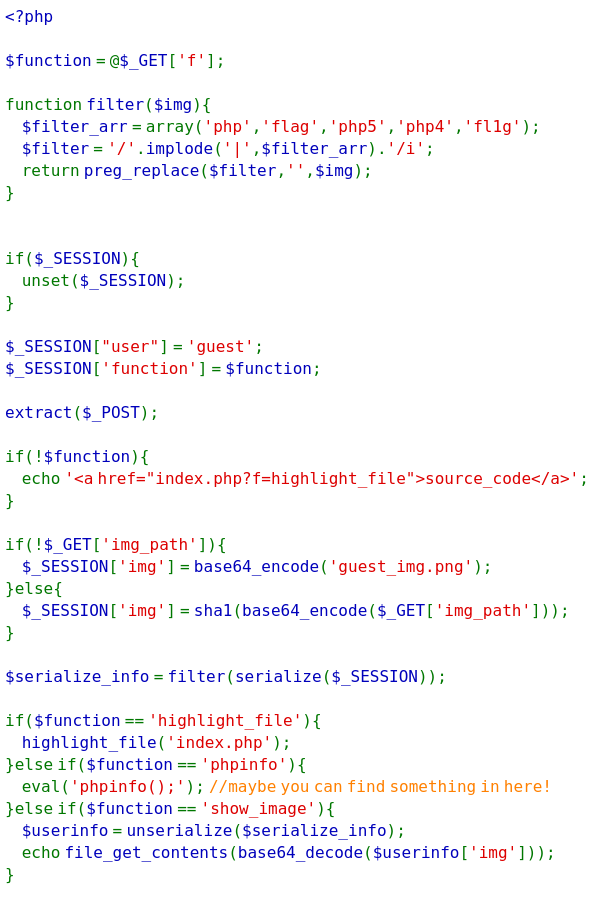 <?php
$function = @$_GET['f'];
function filter($img){
$filter_arr = array('php','flag','php5','php4','fl1g');
$filter = '/'.implode('|',$filter_arr).'/i';
return preg_replace($filter,'',$img);
}
if($_SESSION){
unset($_SESSION);
}
$_SESSION["user"] = 'guest';
$_SESSION['function'] = $function;
extract($_POST);
if(!$function){
echo '<a href="index.php?f=highlight_file">source_code</a>';
}
if(!$_GET['img_path']){
$_SESSION['img'] = base64_encode('guest_img.png');
}else{
$_SESSION['img'] = sha1(base64_encode($_GET['img_path']));
}
$serialize_info = filter(serialize($_SESSION));
if($function == 'highlight_file'){
highlight_file('index.php');
}else if($function == 'phpinfo'){
eval('phpinfo();'); //maybe you can find something in here!
}else if($function == 'show_image'){
$userinfo = unserialize($serialize_info);
echo file_get_contents(base64_decode($userinfo['img']));
}